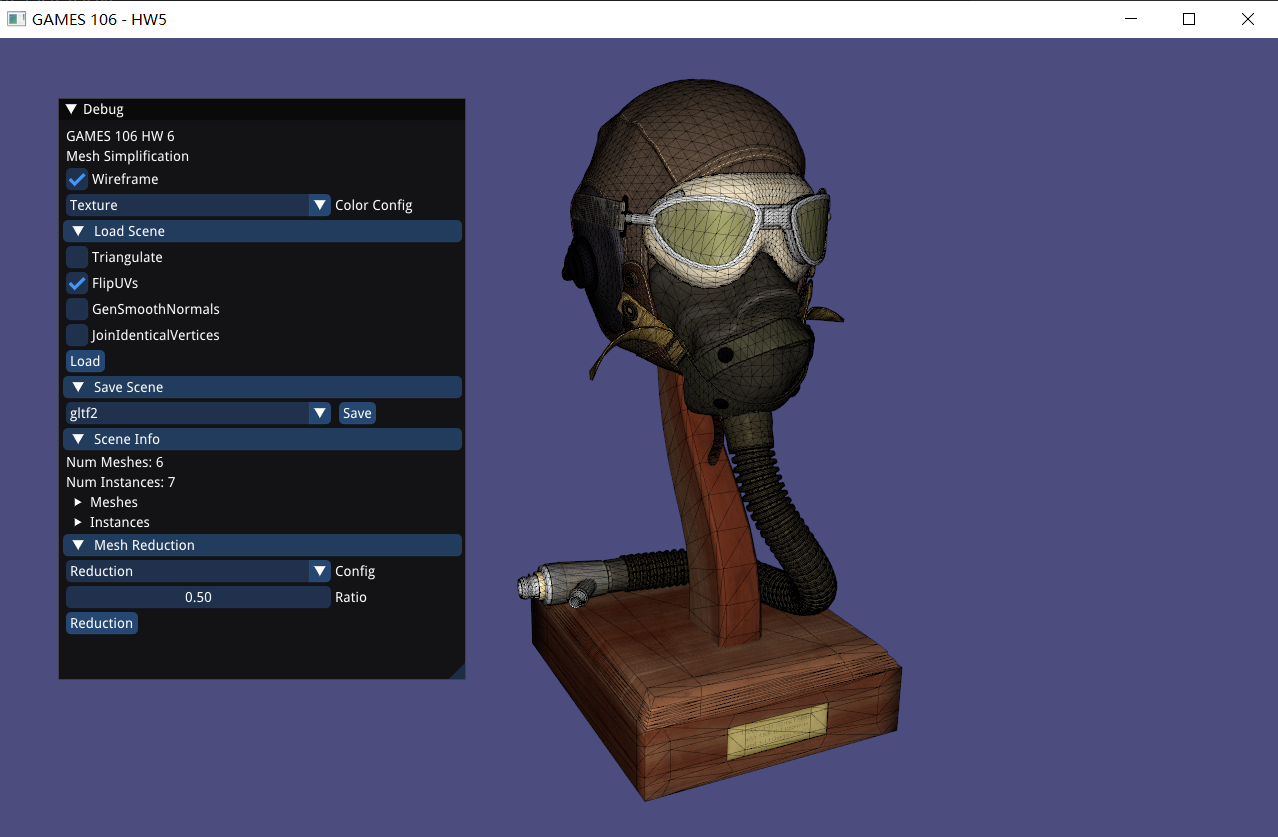 GAMES 106 - HW5
Debug
GAMES 106 HW 6
Mesh Simplification
Wireframe
Texture Color Config
Load Scene
Triangulate
FlipUVs
GenSmoothNormals
JoinIdenticalVertices
Load
Save Scene
gltf2 Save
Scene Info
Num Meshes: 6
Num Instances: 7
Meshes
Instances
Mesh Reduction
Reduction Config
0.50 Ratio
Reduction